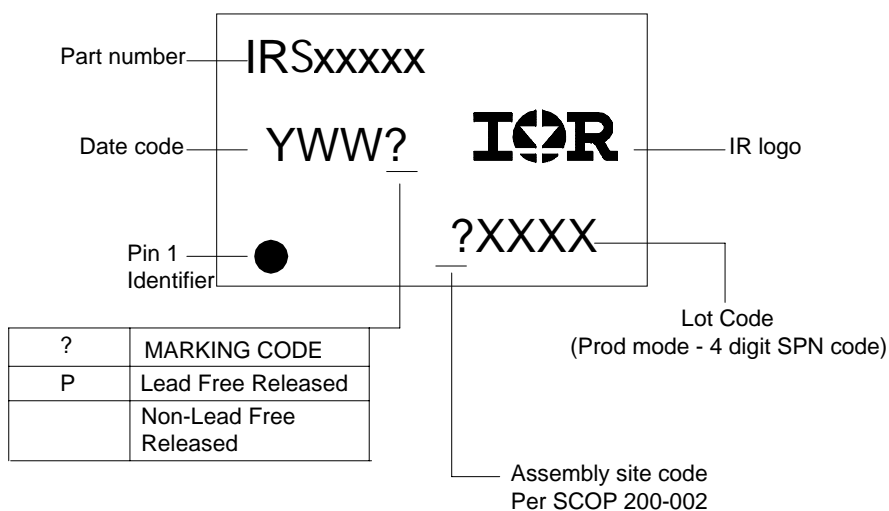 Part number
IRSxxxxx
Date code
YWW?
IOR
IR logo
?XXXX
Pin 1
Identifier
Lot Code
(Prod mode - 4 digit SPN code)
? MARKING CODE
P Lead Free Released
Non-Lead Free
Released
Assembly site code
Per SCOP 200-002